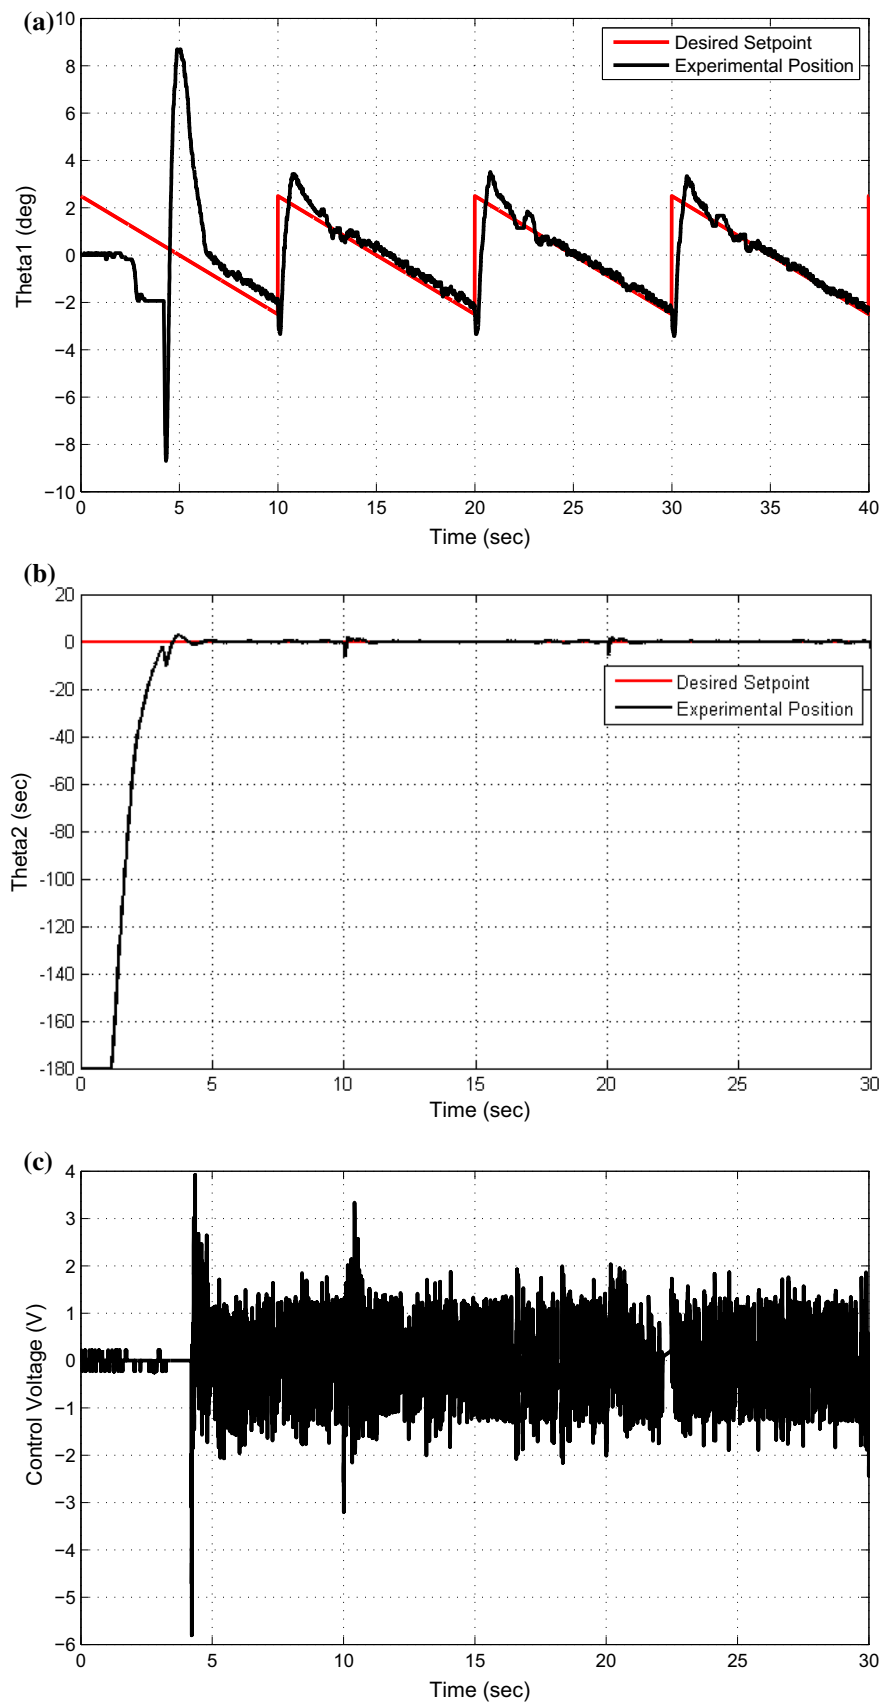 (a)
10
8
6
4
2
0
−2
−4
−6
−8
−10
Theta1 (deg)
Desired Setpoint
Experimental Position
0 5 10 15 20 25 30 35 40
Time (sec)
(b)
20
0
-20
-40
-60
-80
-100
-120
-140
-160
-180
Theta2 (sec)
Desired Setpoint
Experimental Position
0 5 10 15 20 25 30
Time (sec)
(c)
4
3
2
1
0
−1
−2
−3
−4
−5
−6
Control Voltage (V)
0 5 10 15 20 25 30
Time (sec)